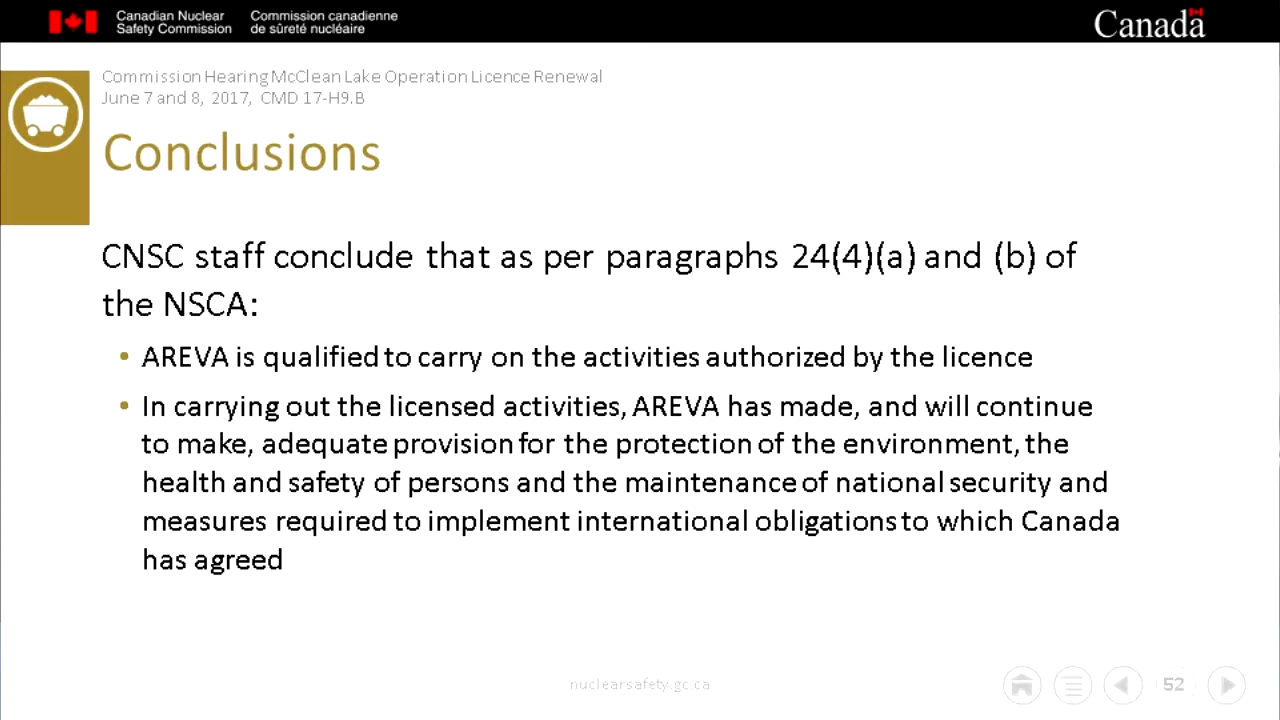 Canadian Nuclear Safety Commission
Commission canadienne de sûreté nucléaire
Canada
Commission Hearing McClean Lake Operation Licence Renewal
June 7 and 8, 2017, CMD 17-H9.B
Conclusions
CNSC staff conclude that as per paragraphs 24(4)(a) and (b) of
the NSCA:
• AREVA is qualified to carry on the activities authorized by the licence
• In carrying out the licensed activities, AREVA has made, and will continue
to make, adequate provision for the protection of the environment, the
health and safety of persons and the maintenance of national security and
measures required to implement international obligations to which Canada
has agreed
nuclearsafety.gc.ca
52